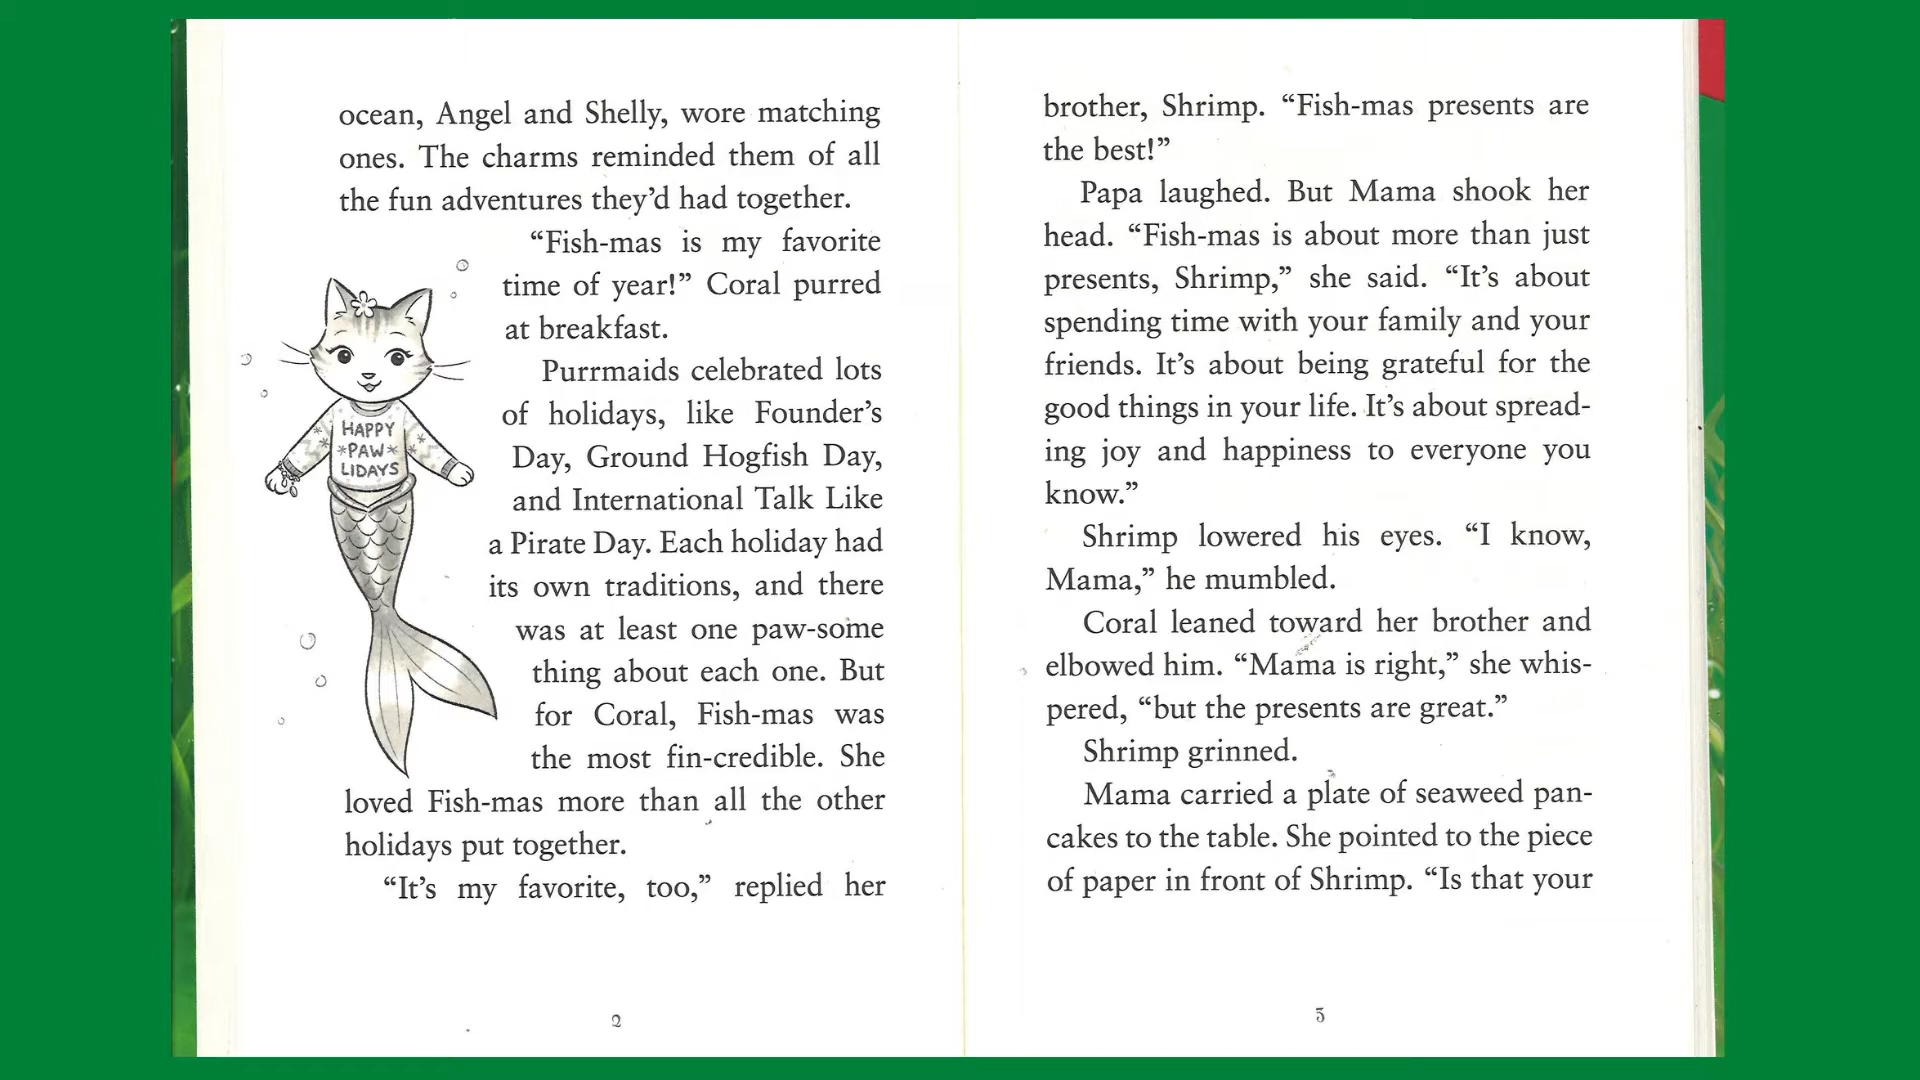 ocean, Angel and Shelly, wore matching
ones. The charms reminded them of all
the fun adventures they’d had together.
“Fish-mas is my favorite
time of year!” Coral purred
at breakfast.
Purrmaids celebrated lots
of holidays, like Founder’s
Day, Ground Hogfish Day,
and International Talk Like
a Pirate Day. Each holiday had
its own traditions, and there
was at least one paw-some
thing about each one. But
for Coral, Fish-mas was
the most fin-credible. She
loved Fish-mas more than all the other
holidays put together.
“It’s my favorite, too,” replied her
HAPPY
*PAW*
LIDAYS
2
brother, Shrimp. “Fish-mas presents are
the best!”
Papa laughed. But Mama shook her
head. “Fish-mas is about more than just
presents, Shrimp,” she said. “It’s about
spending time with your family and your
friends. It’s about being grateful for the
good things in your life. It’s about spread-
ing joy and happiness to everyone you
know.”
Shrimp lowered his eyes. “I know,
Mama,” he mumbled.
Coral leaned toward her brother and
elbowed him. “Mama is right,” she whis-
pered, “but the presents are great.”
Shrimp grinned.
Mama carried a plate of seaweed pan-
cakes to the table. She pointed to the piece
of paper in front of Shrimp. “Is that your
3